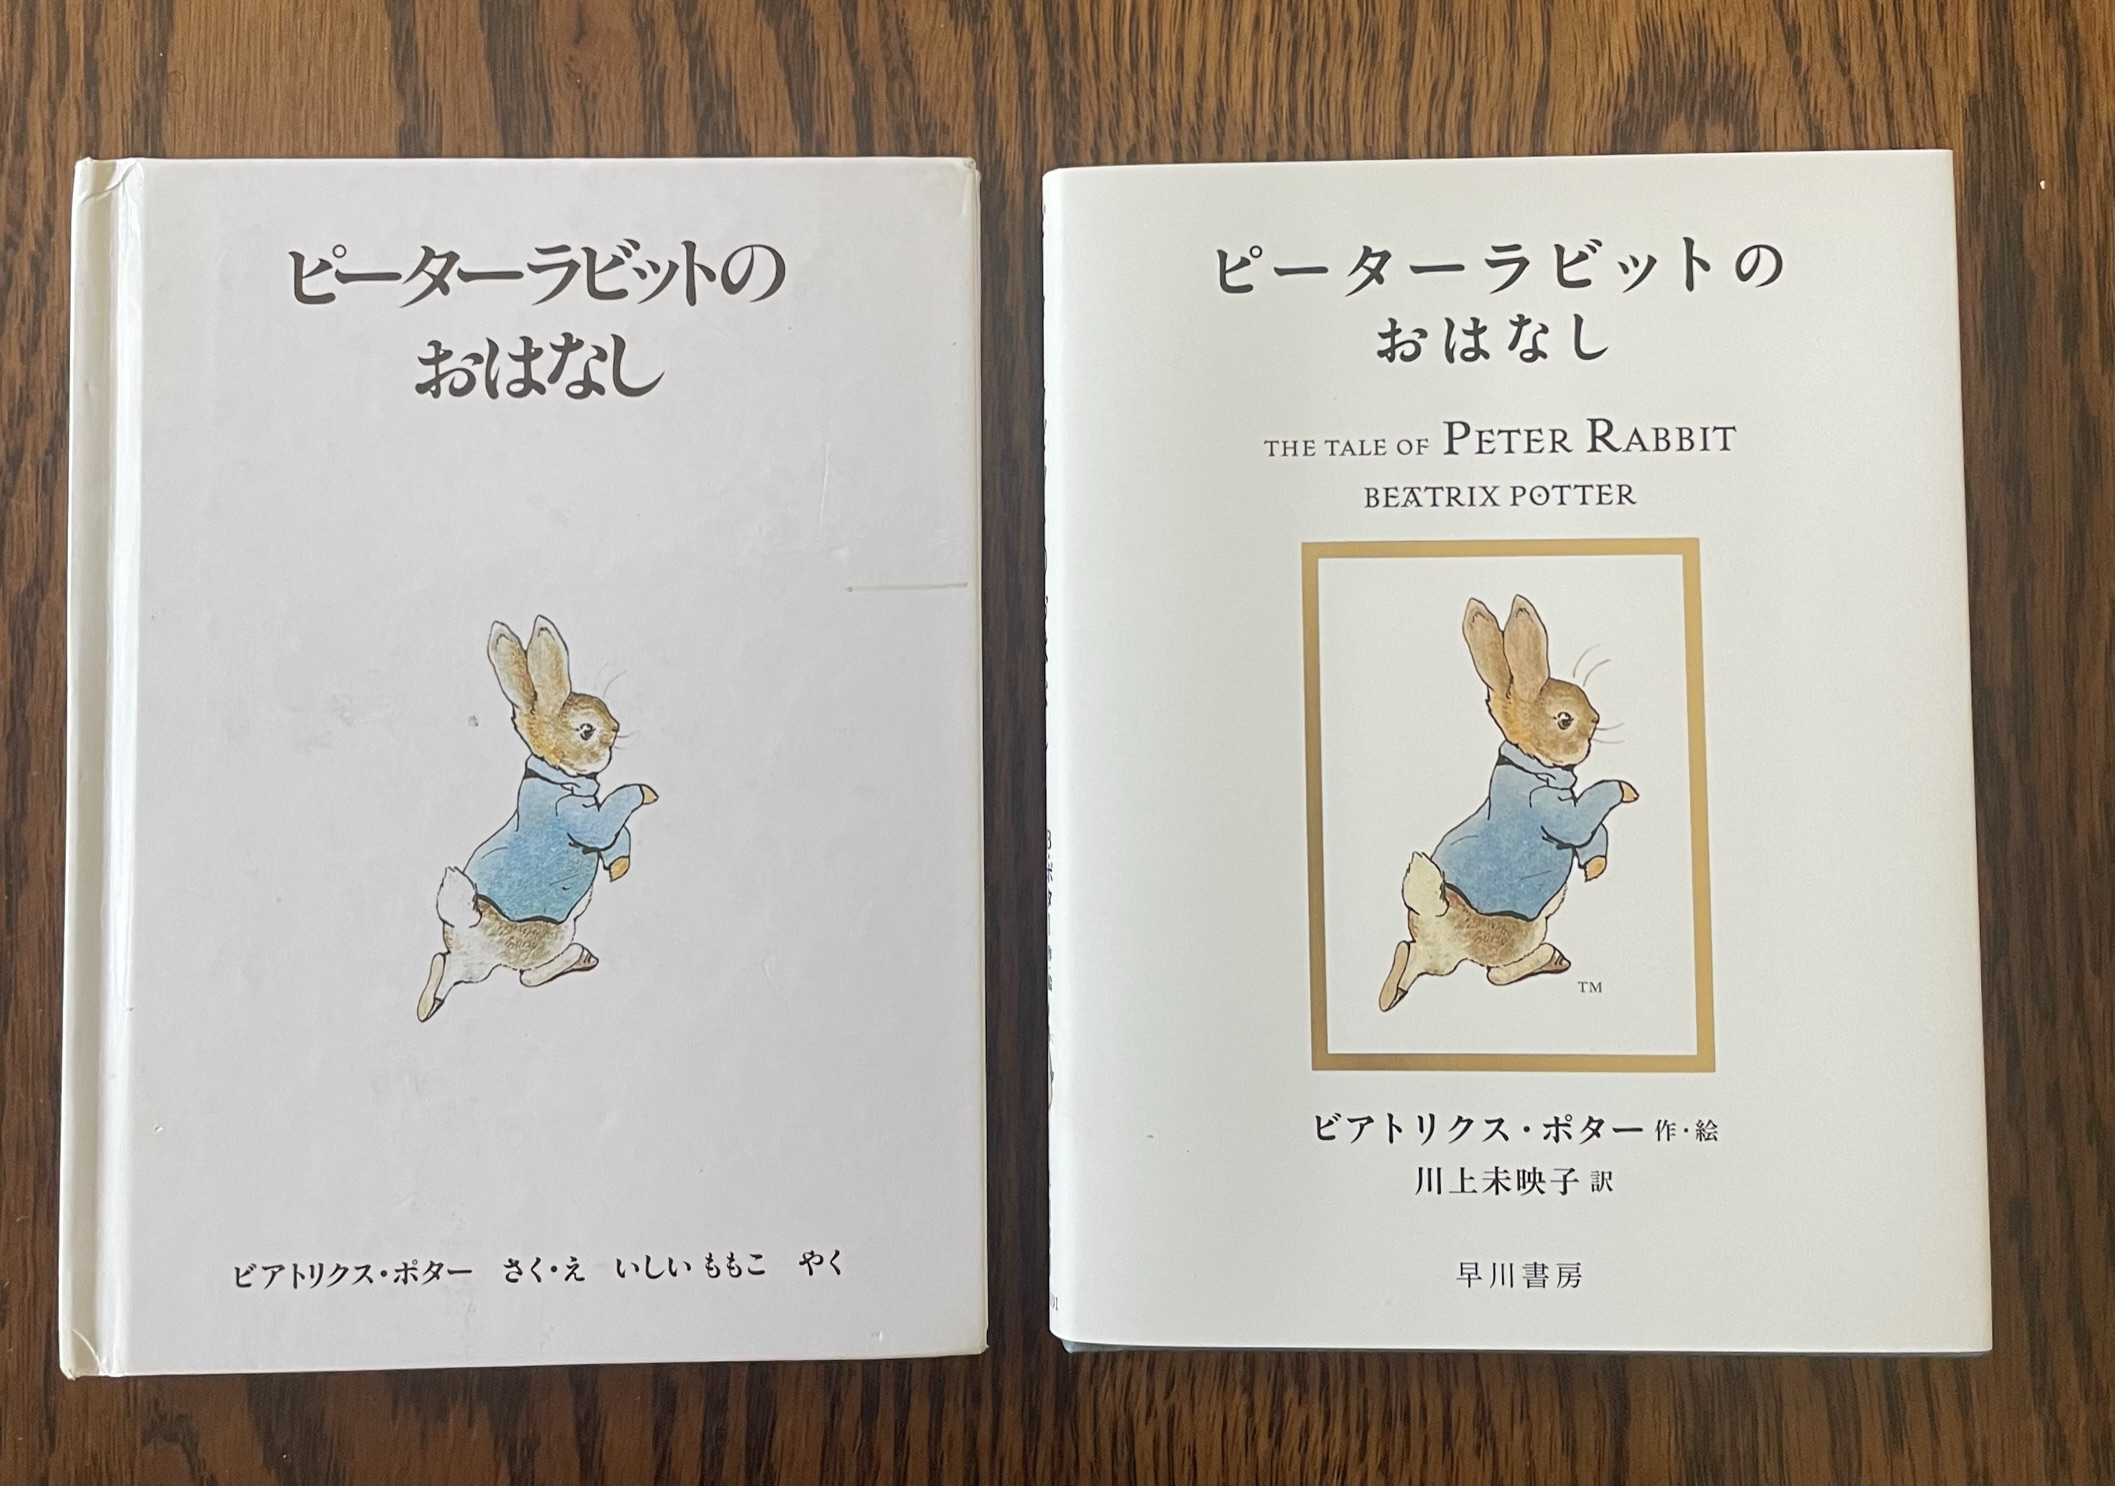 ピーターラビットの
おはなし
ビアトリクス・ポター　さく・え　いしい ももこ　やく
ピーターラビットの
おはなし
THE TALE OF PETER RABBIT
BEATRIX POTTER
TM
ビアトリクス・ポター 作・絵
川上未映子 訳
早川書房